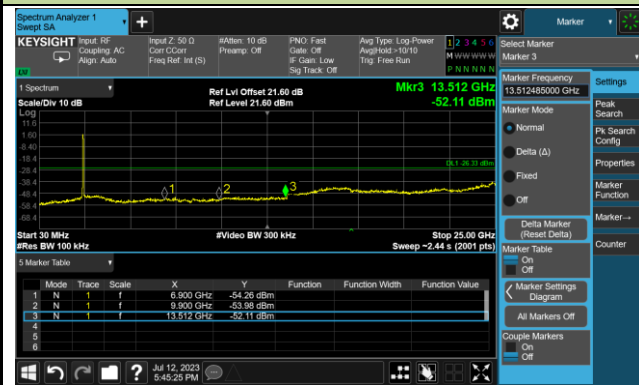 Spectrum Analyzer 1
Swept SA
+
Marker
KEYSIGHT
Input: RF
Coupling: AC
Align: Auto
Input Z: 50 Ω
Corr CCorr
Freq Ref: Int (S)
#Atten: 10 dB
Preamp: Off
PNO: Fast
Gate: Off
IF Gain: Low
Sig Track: Off
Avg Type: Log-Power
Avg|Hold:>10/10
Trig: Free Run
1 2 3 4 5 6
M W W W W W
P N N N N N
Select Marker
Marker 3
1 Spectrum
Scale/Div 10 dB
Log
Ref Lvl Offset 21.60 dB
Ref Level 21.60 dBm
Mkr3 13.512 GHz
-52.11 dBm
11.6
1.60
-8.40
-18.4
-28.4
-38.4
-48.4
-58.4
-68.4
DL1 -26.33 dBm
1
2
3
Start 30 MHz
#Res BW 100 kHz
#Video BW 300 kHz
Stop 25.00 GHz
Sweep ~2.44 s (2001 pts)
5 Marker Table
Mode Trace Scale X Y Function Function Width Function Value
1 N 1 f 6.900 GHz -54.26 dBm
2 N 1 f 9.900 GHz -53.98 dBm
3 N 1 f 13.512 GHz -52.11 dBm
4
5
6
Marker Frequency
13.512485000 GHz
Marker Mode
Normal
Delta (Δ)
Fixed
Off
Delta Marker
(Reset Delta)
Marker Table
On
Off
Marker Settings
Diagram
All Markers Off
Couple Markers
On
Off
Settings
Peak
Search
Pk Search
Config
Properties
Marker
Function
Marker→
Counter
?
Jul 12, 2023
5:45:25 PM